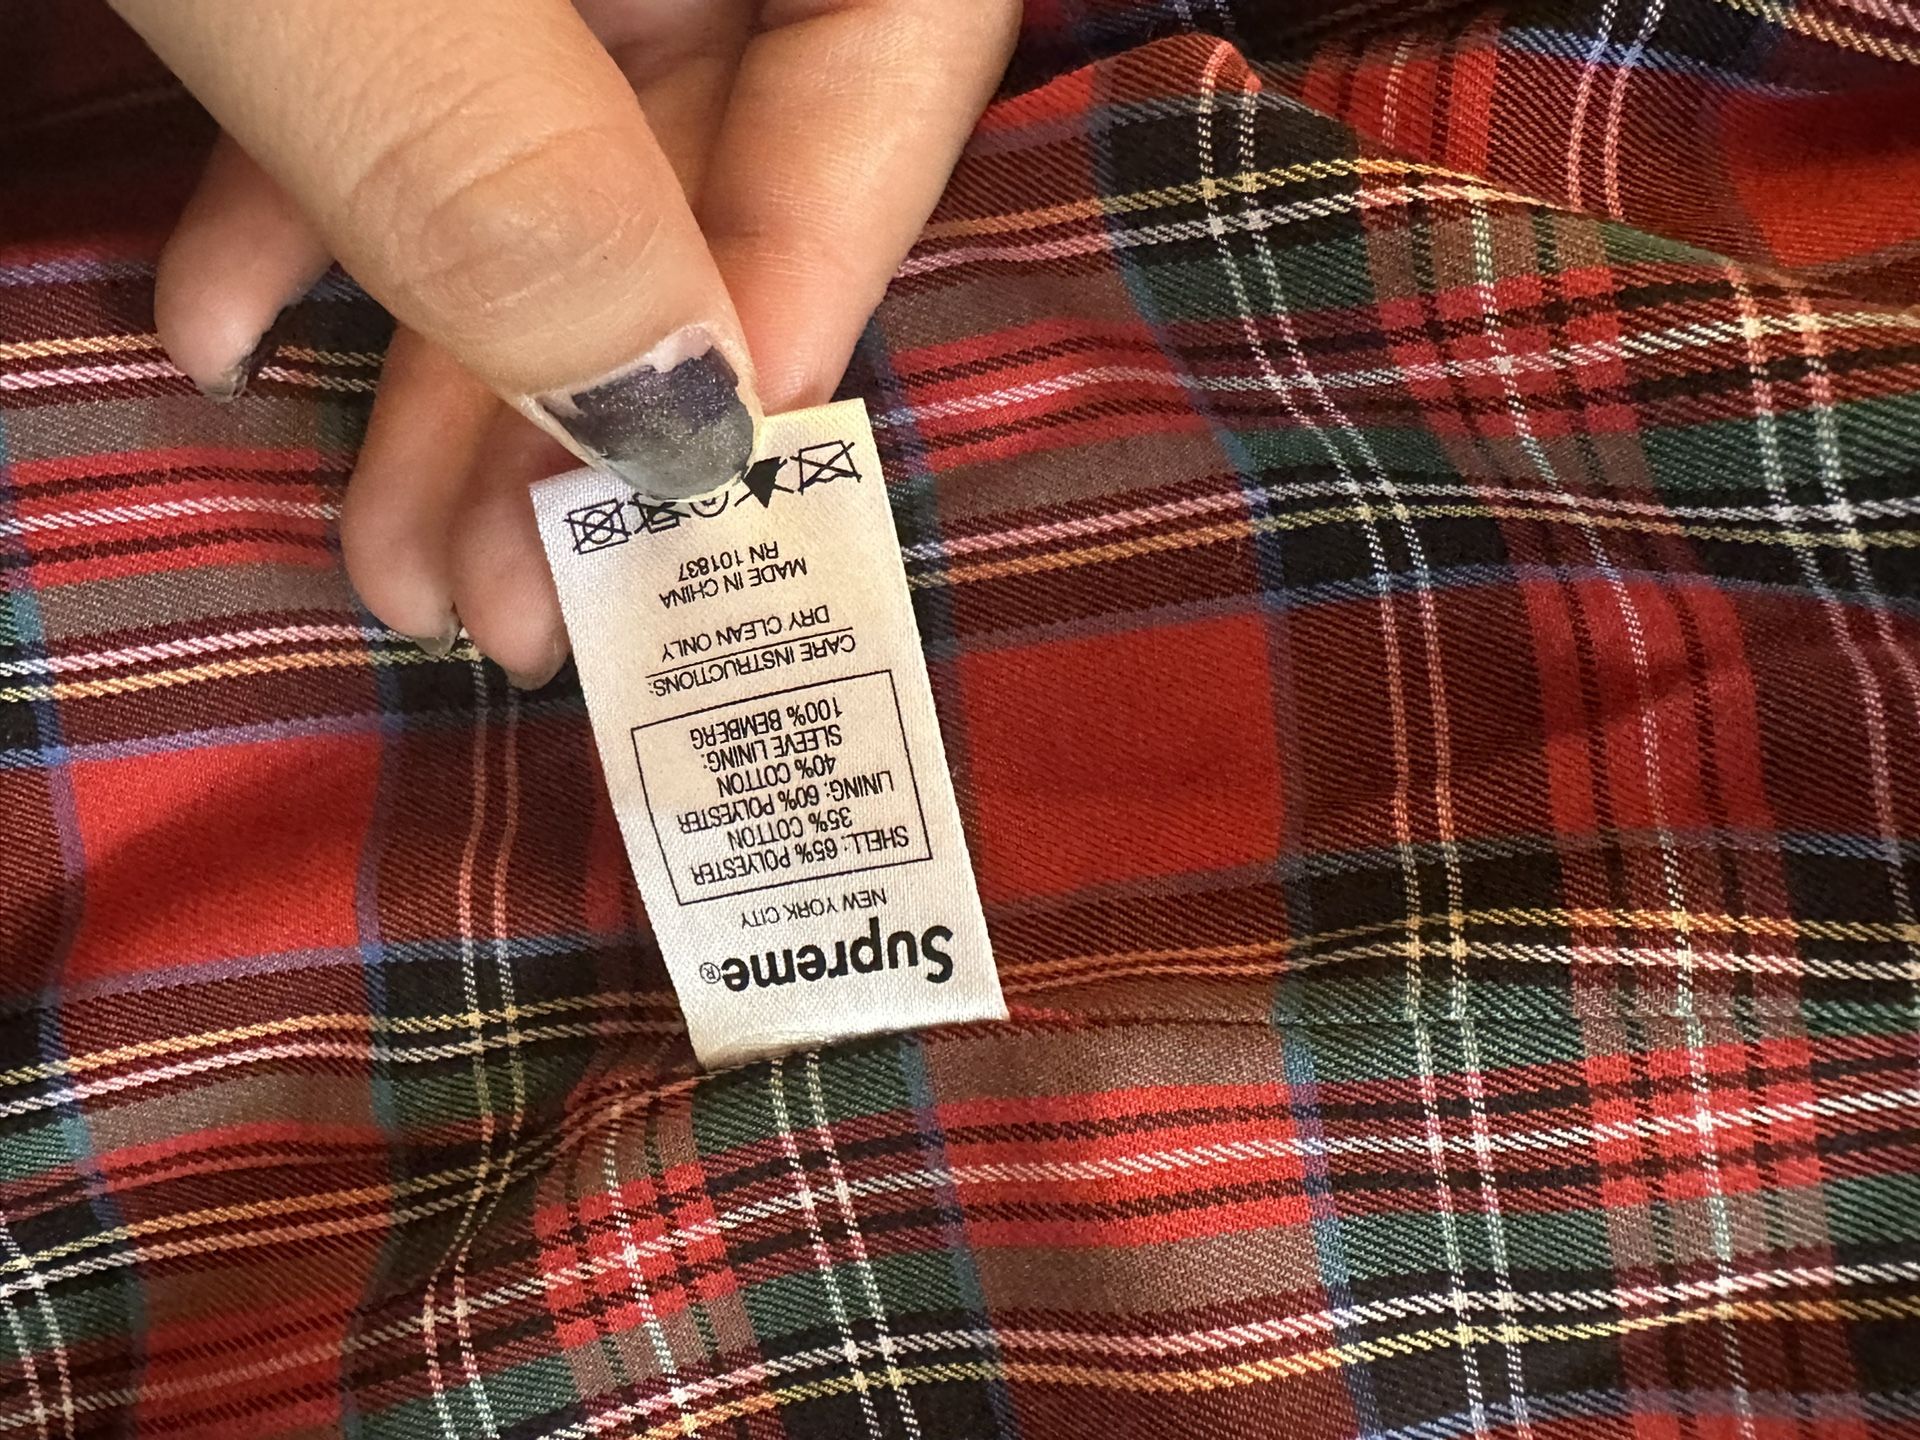 Supreme®
NEW YORK CITY
SHELL: 65% POLYESTER
35% COTTON
LINING: 60% POLYESTER
40% COTTON
SLEEVE LINING:
100% BEMBERG
CARE INSTRUCTIONS:
DRY CLEAN ONLY
MADE IN CHINA
RN 101837